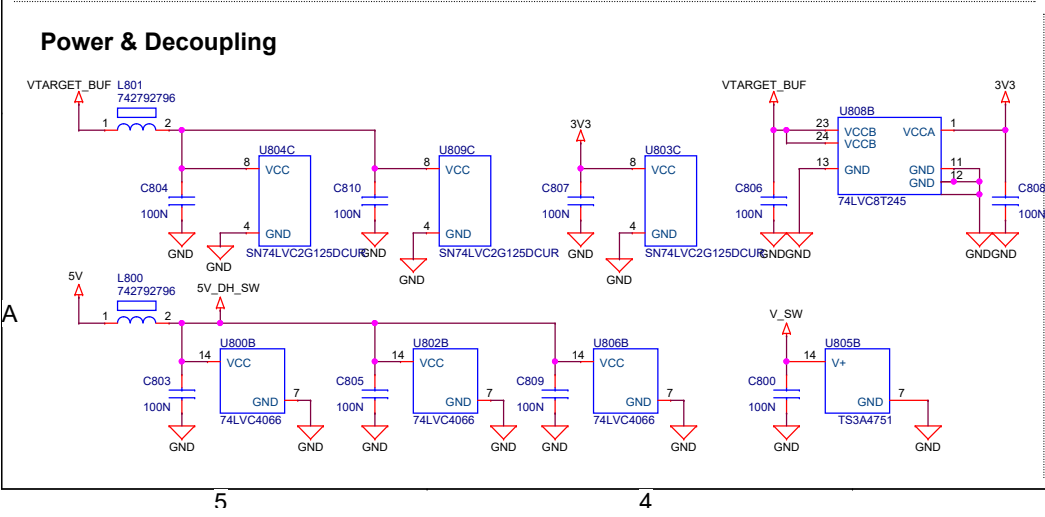 Power & Decoupling
VTARGET_BUF
L801
742792796
1
2
8
VCC
U804C
C804
100N
4
GND
SN74LVC2G125DCUR
GND
GND
8
VCC
U809C
C810
100N
4
GND
SN74LVC2G125DCUR
GND
GND
3V3
8
VCC
U803C
C807
100N
4
GND
SN74LVC2G125DCUR
GND
GND
VTARGET_BUF
3V3
U808B
23
VCCB
24
VCCB
VCCA
1
13
GND
GND
11
GND
12
74LVC8T245
C806
100N
GND
GND
C808
100N
GND
GND
5V
L800
742792796
1
2
5V_DH_SW
U800B
14
VCC
C803
100N
GND
7
74LVC4066
GND
GND
U802B
14
VCC
C805
100N
GND
7
74LVC4066
GND
GND
U806B
14
VCC
C809
100N
GND
7
74LVC4066
GND
GND
V_SW
U805B
14
V+
C800
100N
GND
7
TS3A4751
GND
GND
A
5
4